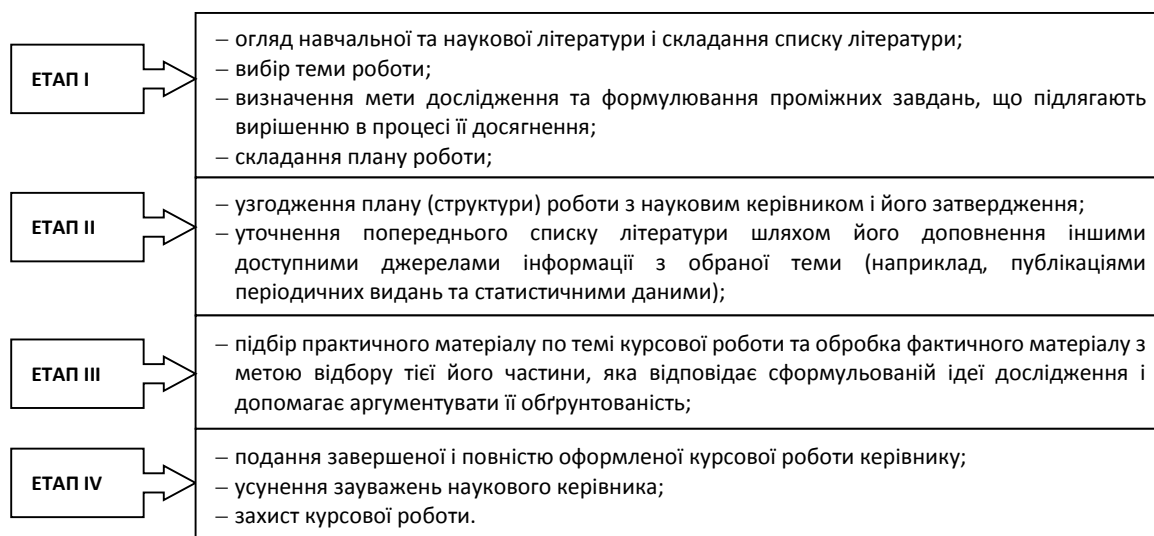 ЕТАП І
– огляд навчальної та наукової літератури і складання списку літератури;
– вибір теми роботи;
– визначення мети дослідження та формулювання проміжних завдань, що підлягають
вирішенню в процесі її досягнення;
– складання плану роботи;
ЕТАП ІІ
– узгодження плану (структури) роботи з науковим керівником і його затвердження;
– уточнення попереднього списку літератури шляхом його доповнення іншими
доступними джерелами інформації з обраної теми (наприклад, публікаціями
періодичних видань та статистичними даними);
ЕТАП ІІІ
– підбір практичного матеріалу по темі курсової роботи та обробка фактичного матеріалу з
метою відбору тієї його частини, яка відповідає сформульованій ідеї дослідження і
допомагає аргументувати її обґрунтованість;
ЕТАП IV
– подання завершеної і повністю оформленої курсової роботи керівнику;
– усунення зауважень наукового керівника;
– захист курсової роботи.